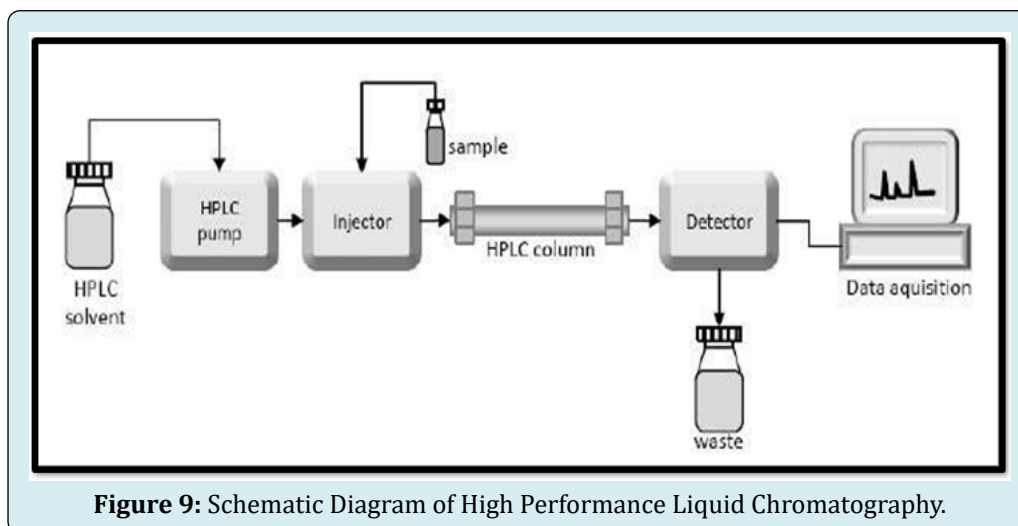 sample
HPLC
pump
Injector
HPLC column
Detector
HPLC
solvent
Data aquisition
waste
Figure 9: Schematic Diagram of High Performance Liquid Chromatography.